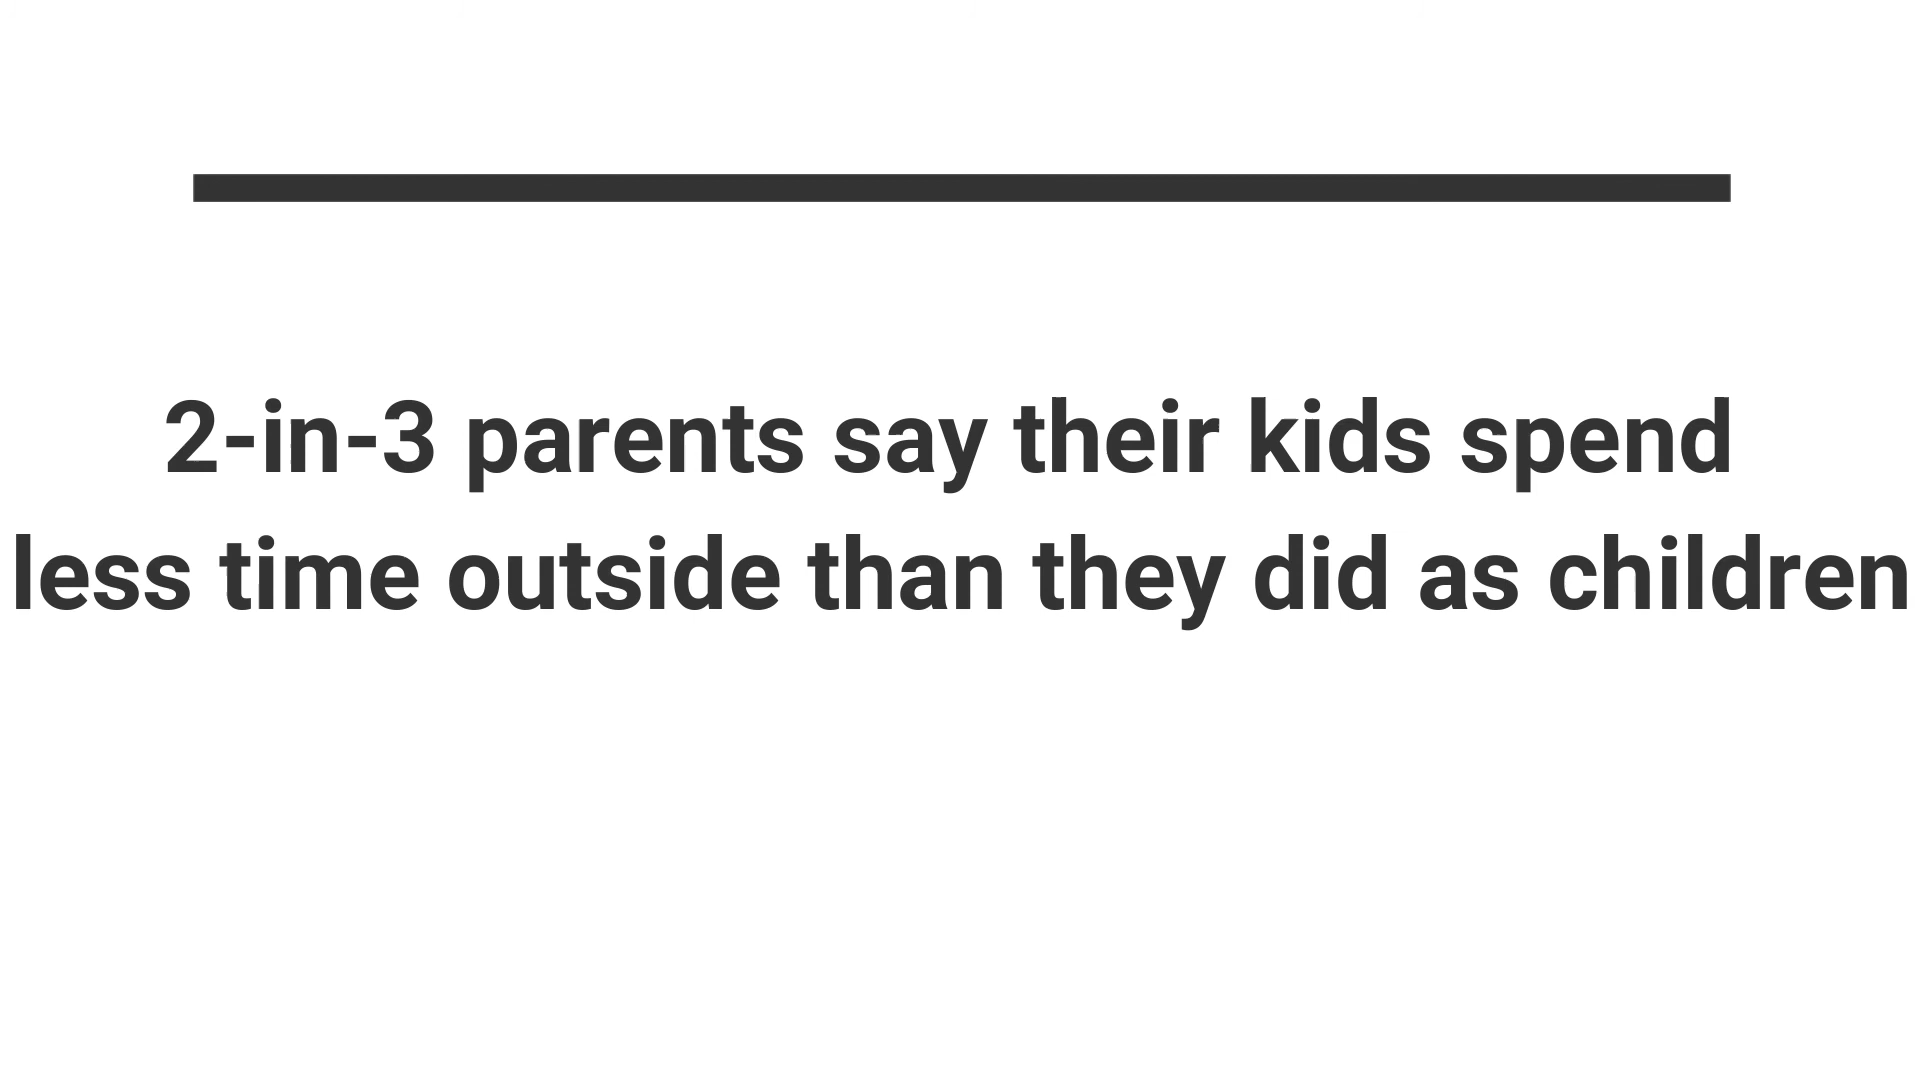 2-in-3 parents say their kids spend
less time outside than they did as children